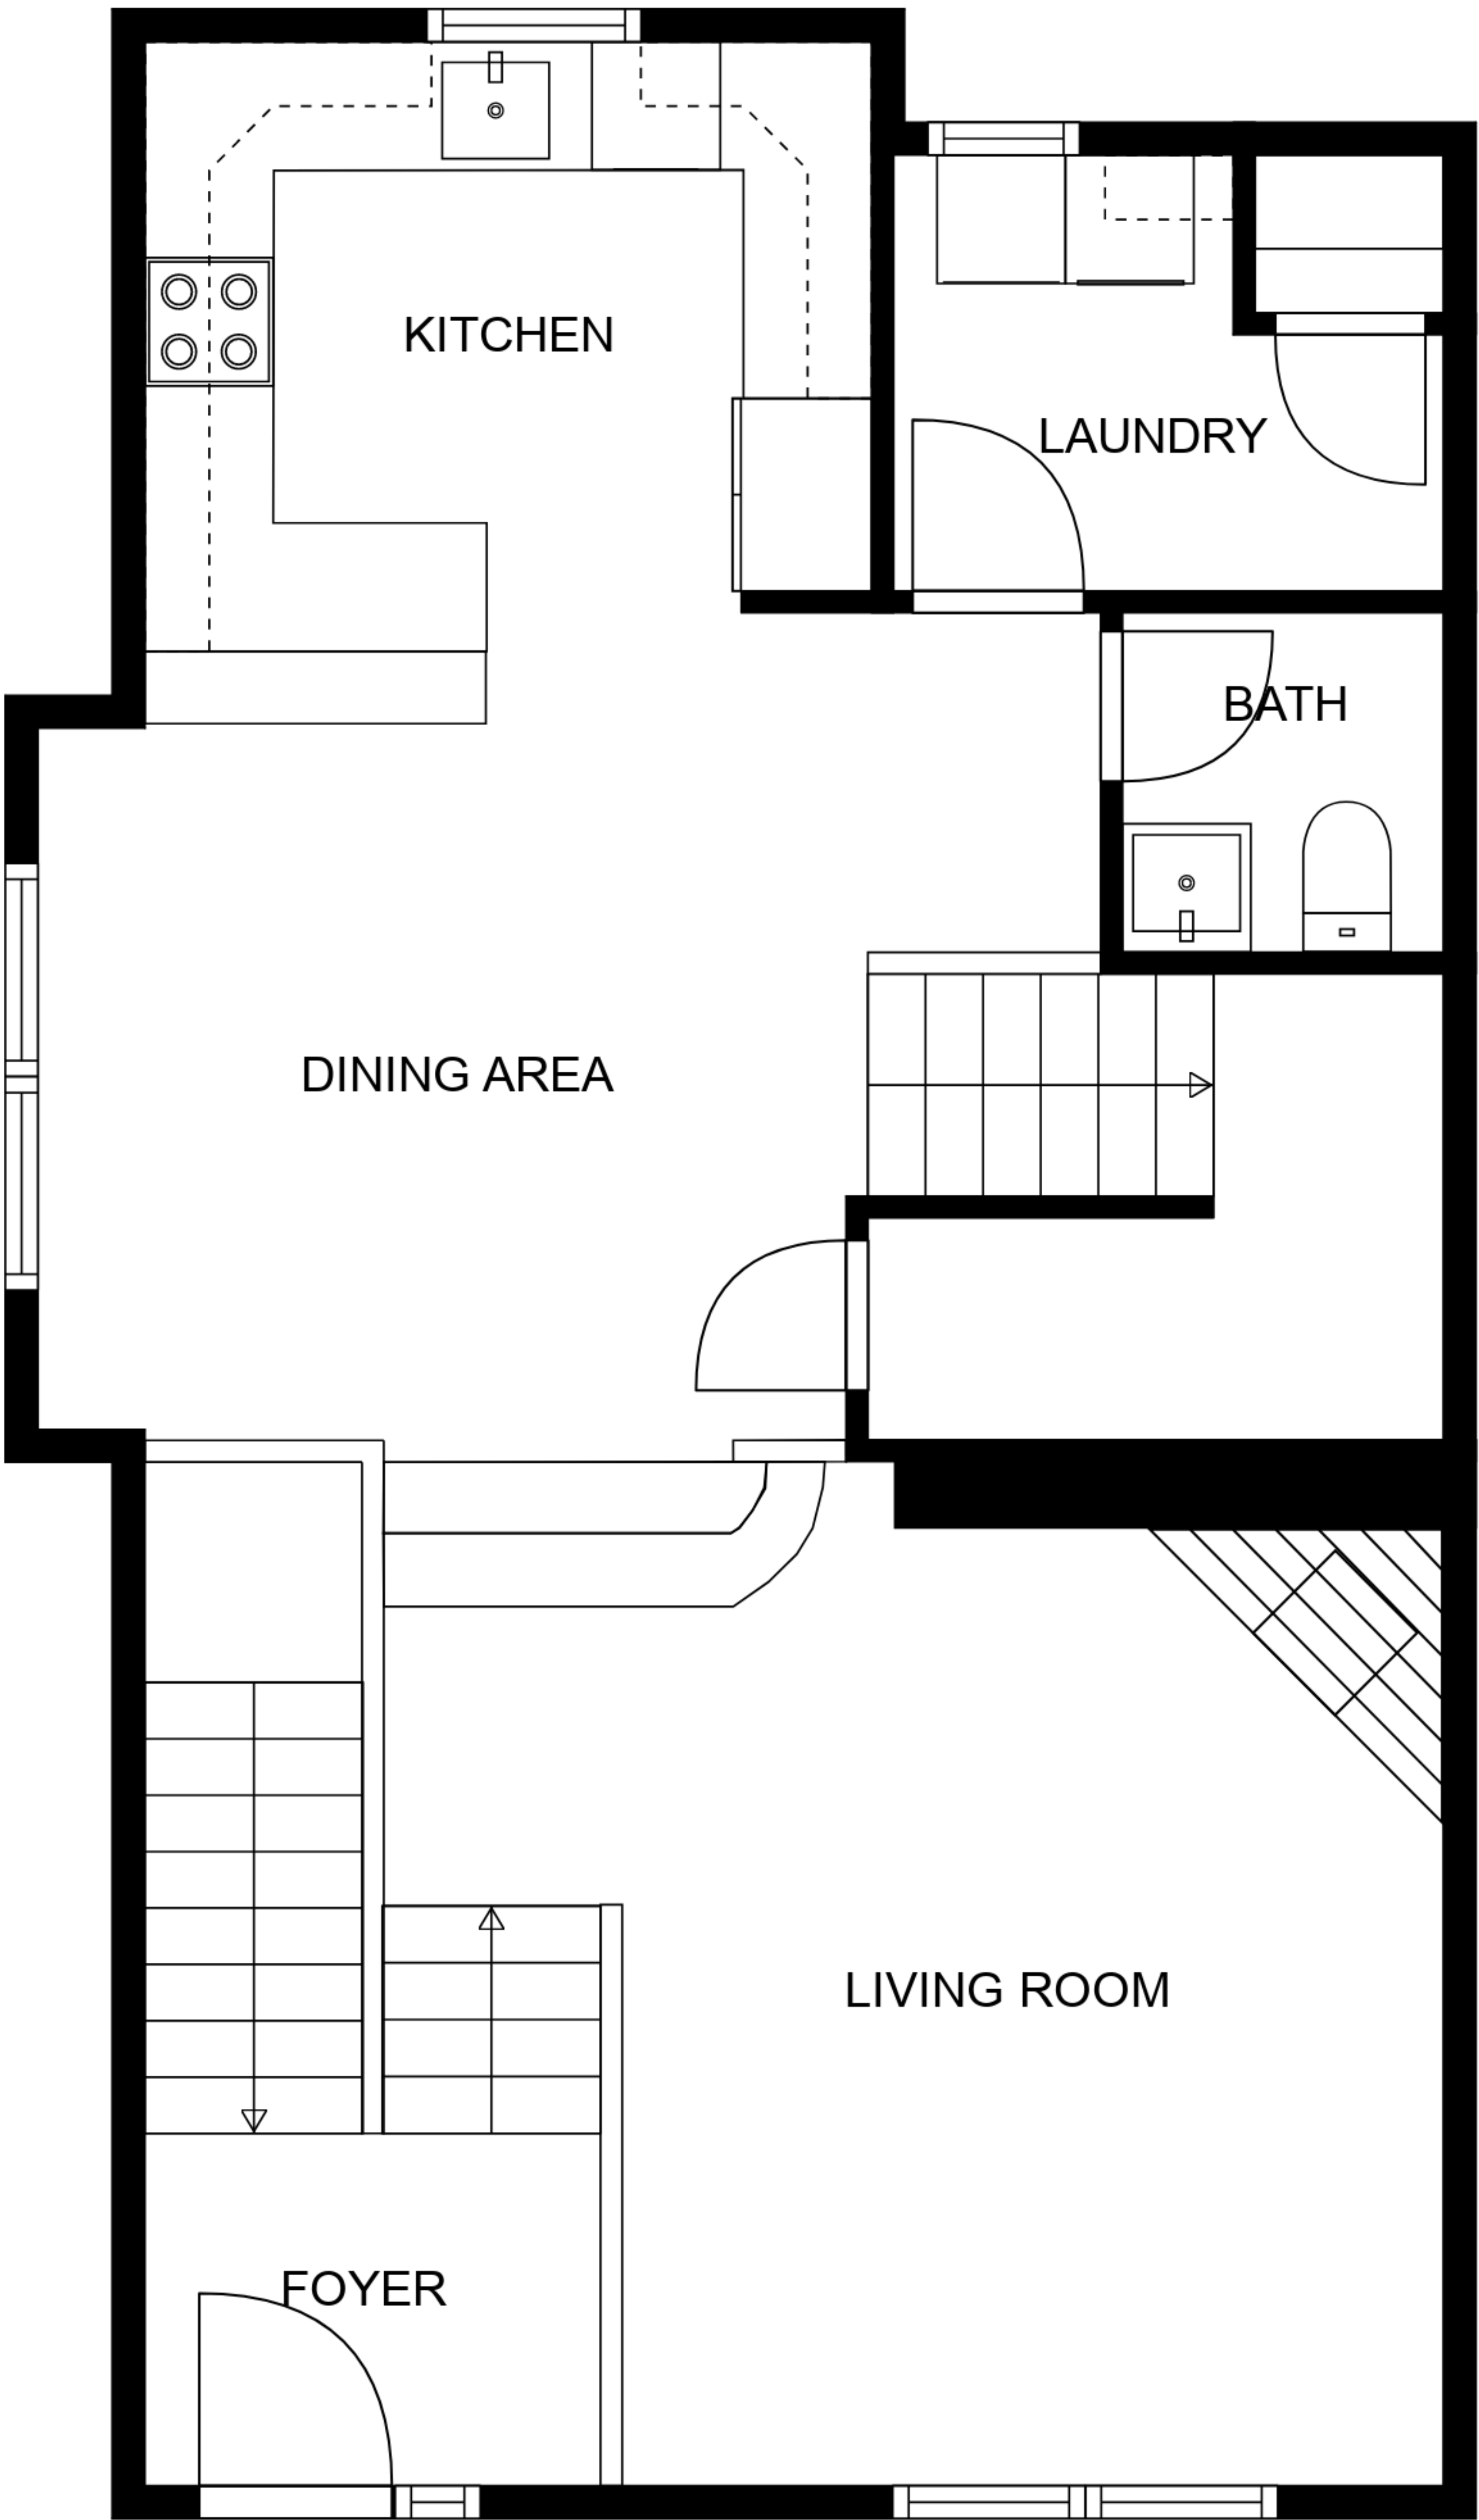 KITCHEN
LAUNDRY
BATH
DINING AREA
LIVING ROOM
FOYER